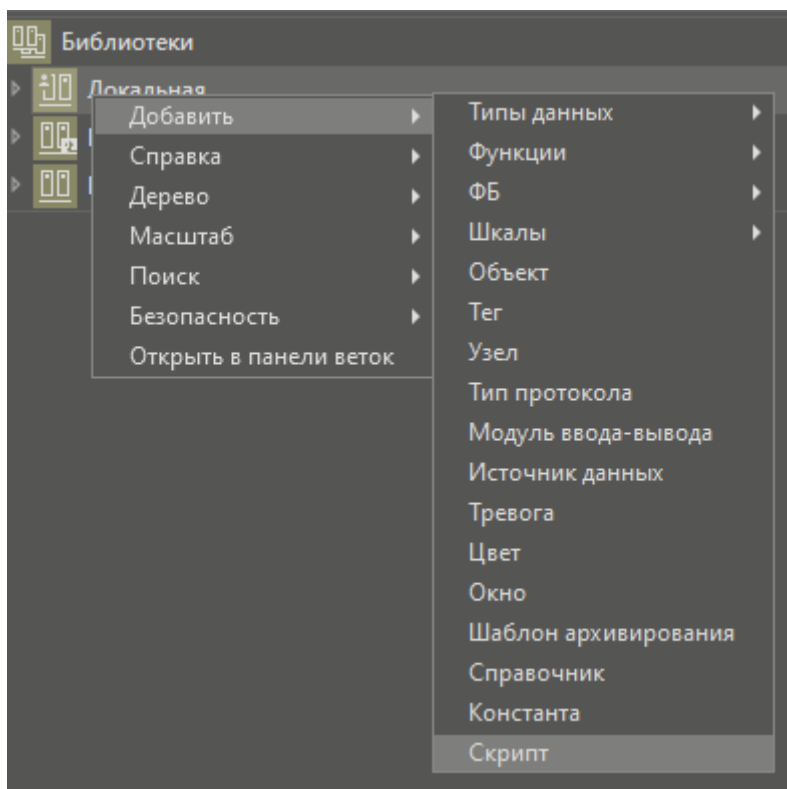 Библиотеки
Локальная
Добавить
Справка
Дерево
Масштаб
Поиск
Безопасность
Открыть в панели веток
Типы данных
Функции
ФБ
Шкалы
Объект
Тег
Узел
Тип протокола
Модуль ввода-вывода
Источник данных
Тревога
Цвет
Окно
Шаблон архивирования
Справочник
Константа
Скрипт